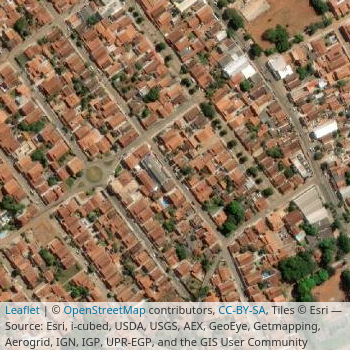 Leaflet | © OpenStreetMap contributors, CC-BY-SA, Tiles © Esri —
Source: Esri, i-cubed, USDA, USGS, AEX, GeoEye, Getmapping,
Aerogrid, IGN, IGP, UPR-EGP, and the GIS User Community